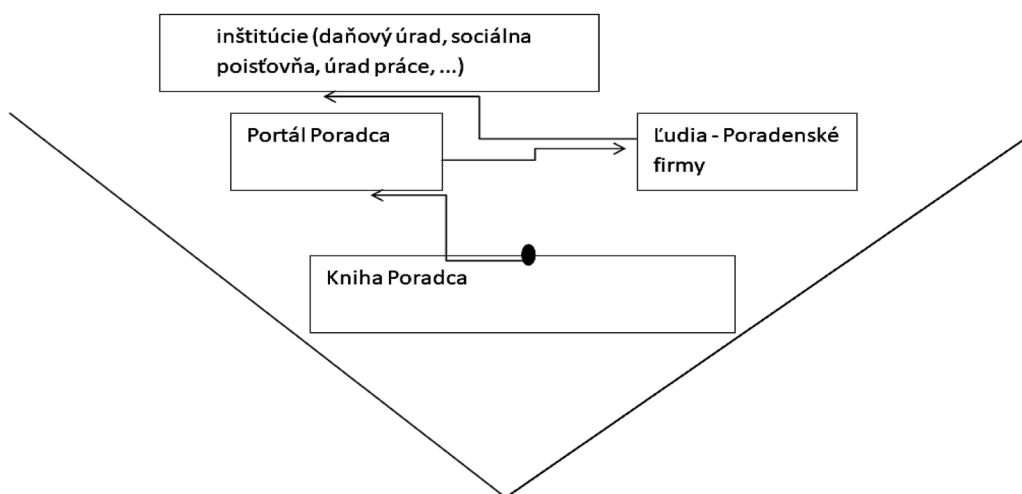 inštitúcie (daňový úrad, sociálna
poisťovňa, úrad práce, ...)
Portál Poradca
Ľudia - Poradenské
firmy
Kniha Poradca